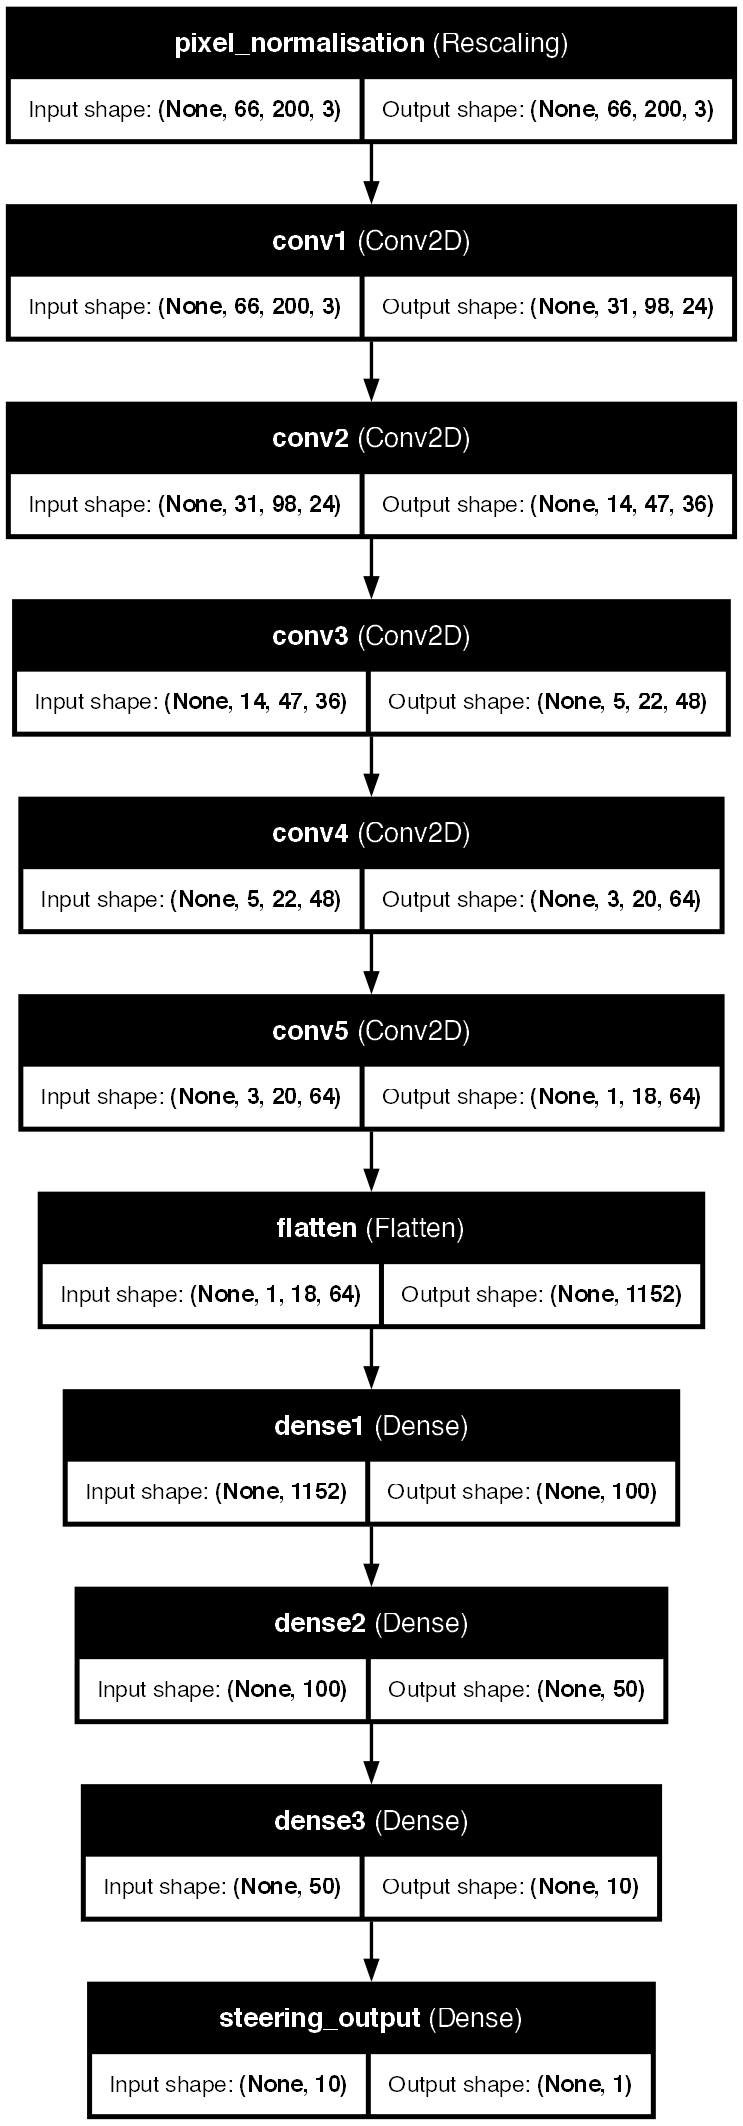 pixel_normalisation (Rescaling)
Input shape: (None, 66, 200, 3) Output shape: (None, 66, 200, 3)
conv1 (Conv2D)
Input shape: (None, 66, 200, 3) Output shape: (None, 31, 98, 24)
conv2 (Conv2D)
Input shape: (None, 31, 98, 24) Output shape: (None, 14, 47, 36)
conv3 (Conv2D)
Input shape: (None, 14, 47, 36) Output shape: (None, 5, 22, 48)
conv4 (Conv2D)
Input shape: (None, 5, 22, 48) Output shape: (None, 3, 20, 64)
conv5 (Conv2D)
Input shape: (None, 3, 20, 64) Output shape: (None, 1, 18, 64)
flatten (Flatten)
Input shape: (None, 1, 18, 64) Output shape: (None, 1152)
dense1 (Dense)
Input shape: (None, 1152) Output shape: (None, 100)
dense2 (Dense)
Input shape: (None, 100) Output shape: (None, 50)
dense3 (Dense)
Input shape: (None, 50) Output shape: (None, 10)
steering_output (Dense)
Input shape: (None, 10) Output shape: (None, 1)